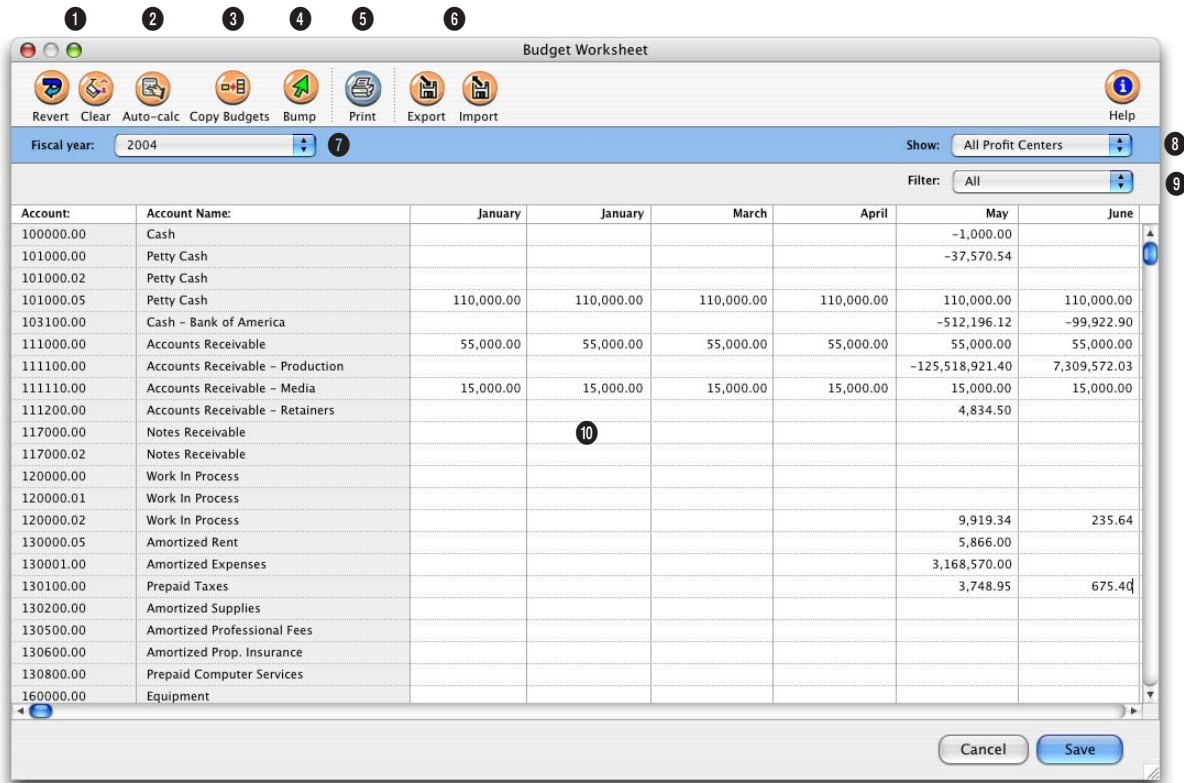 1 2 3 4 5 6
Budget Worksheet
Revert Clear Auto-calc Copy Budgets Bump Print Export Import Help
Fiscal year: 2004 7 Show: All Profit Centers 8
Filter: All 9
Account: Account Name: January January March April May June
100000.00 Cash -1,000.00
101000.00 Petty Cash -37,570.54
101000.02 Petty Cash
101000.05 Petty Cash 110,000.00 110,000.00 110,000.00 110,000.00 110,000.00 110,000.00
103100.00 Cash - Bank of America -512,196.12 -99,922.90
111000.00 Accounts Receivable 55,000.00 55,000.00 55,000.00 55,000.00 55,000.00 55,000.00
111100.00 Accounts Receivable - Production -125,518,921.40 7,309,572.03
111110.00 Accounts Receivable - Media 15,000.00 15,000.00 15,000.00 15,000.00 15,000.00 15,000.00
111200.00 Accounts Receivable - Retainers 4,834.50
117000.00 Notes Receivable 10
117000.02 Notes Receivable
120000.00 Work In Process
120000.01 Work In Process
120000.02 Work In Process 9,919.34 235.64
130000.05 Amortized Rent 5,866.00
130001.00 Amortized Expenses 3,168,570.00
130100.00 Prepaid Taxes 3,748.95 675.40
130200.00 Amortized Supplies
130500.00 Amortized Professional Fees
130600.00 Amortized Prop. Insurance
130800.00 Prepaid Computer Services
160000.00 Equipment
Cancel Save